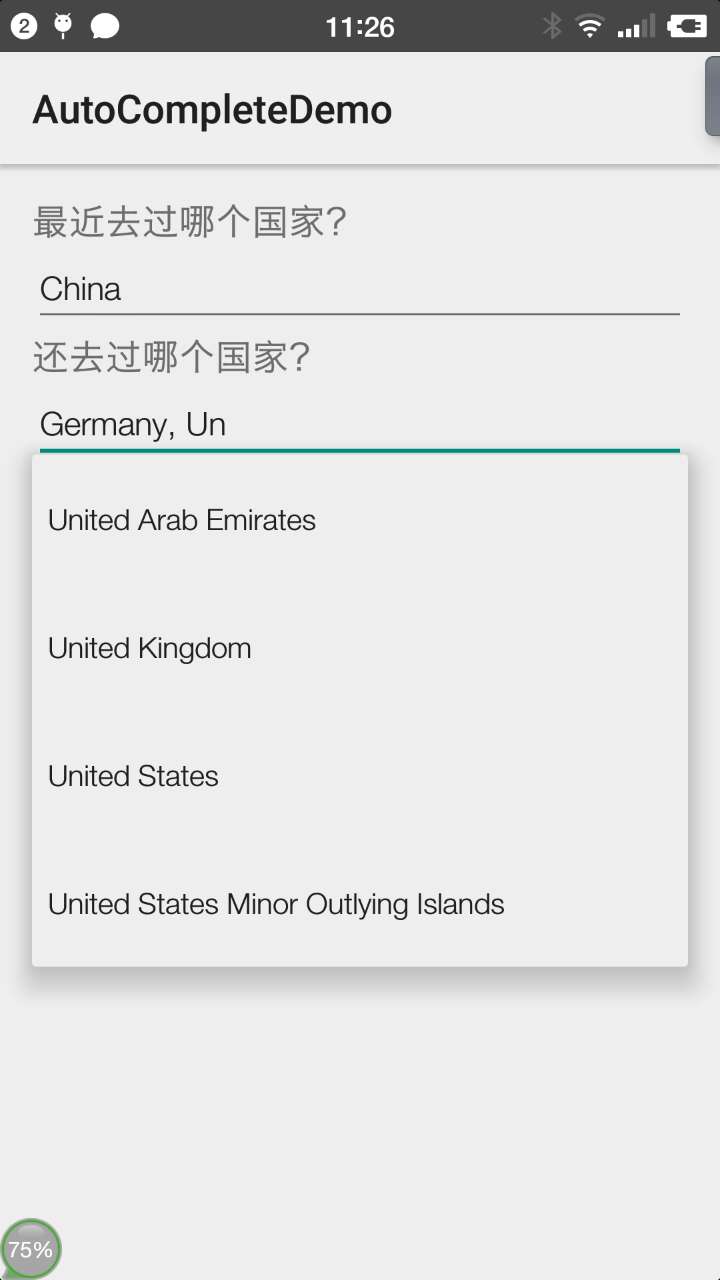 2
11:26
AutoCompleteDemo
最近去过哪个国家?
China
还去过哪个国家?
Germany, Un
United Arab Emirates
United Kingdom
United States
United States Minor Outlying Islands
75%